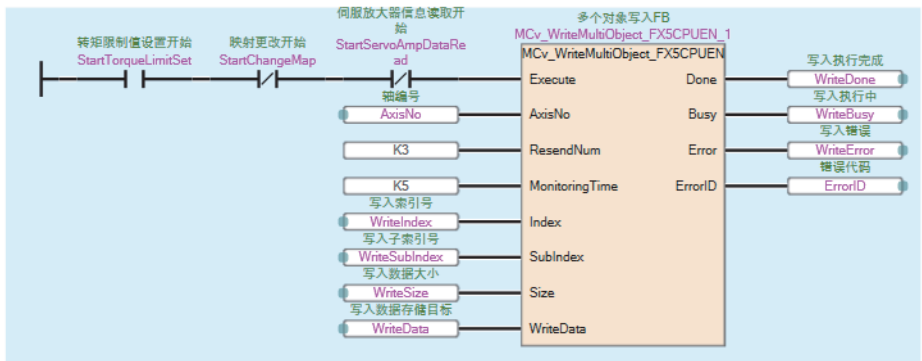 转矩限制值设置开始
StartTorqueLimitSet
映射更改开始
StartChangeMap
伺服放大器信息读取开
始
StartServoAmpDataRe
ad
多个对象写入FB
MCv_WriteMultiObject_FX5CPUEN_1
MCv_WriteMultiObject_FX5CPUEN
Execute
Done
写入执行完成
WriteDone
轴编号
AxisNo
AxisNo
Busy
写入执行中
WriteBusy
K3
ResendNum
Error
写入错误
WriteError
K5
MonitoringTime
ErrorID
错误代码
ErrorID
写入索引号
WriteIndex
Index
写入子索引号
WriteSubIndex
SubIndex
写入数据大小
WriteSize
Size
写入数据存储目标
WriteData
WriteData